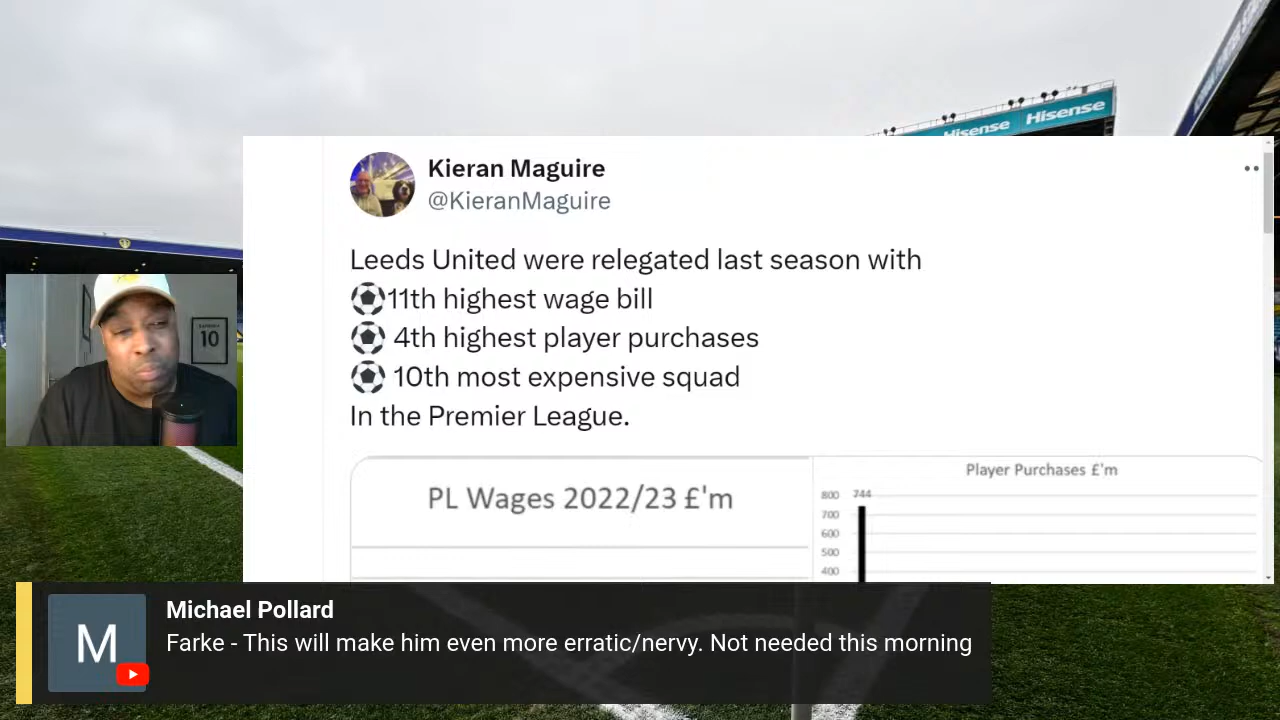 Hisense
Hisense
Kieran Maguire
@KieranMaguire
Leeds United were relegated last season with
11th highest wage bill
4th highest player purchases
10th most expensive squad
In the Premier League.
PL Wages 2022/23 £'m
Player Purchases £'m
800
744
700
600
500
400
10
M
Michael Pollard
Farke - This will make him even more erratic/nervy. Not needed this morning